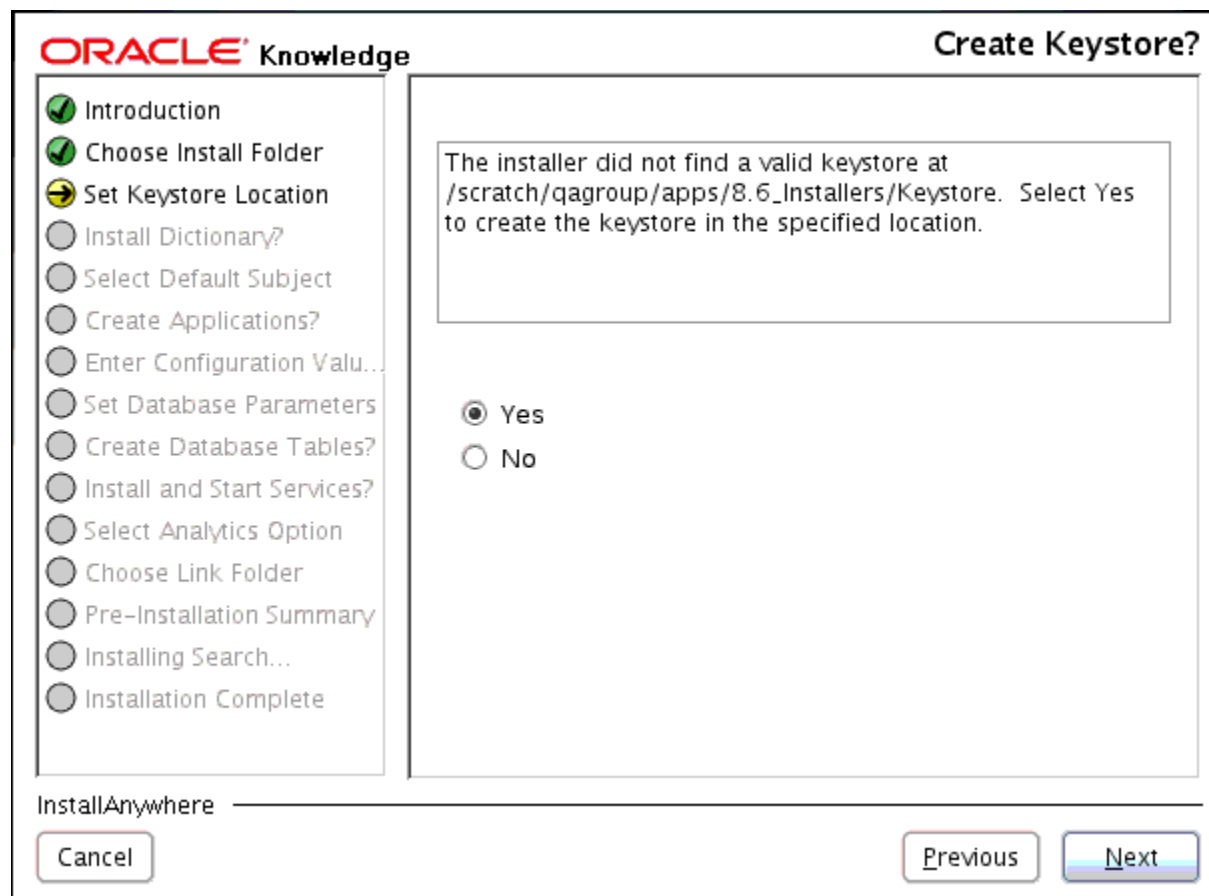 ORACLE Knowledge
Create Keystore?
Introduction
Choose Install Folder
Set Keystore Location
Install Dictionary?
Select Default Subject
Create Applications?
Enter Configuration Valu...
Set Database Parameters
Create Database Tables?
Install and Start Services?
Select Analytics Option
Choose Link Folder
Pre-Installation Summary
Installing Search...
Installation Complete
The installer did not find a valid keystore at
/scratch/qagroup/apps/8.6_Installers/Keystore. Select Yes
to create the keystore in the specified location.
Yes
No
InstallAnywhere
Cancel
Previous
Next